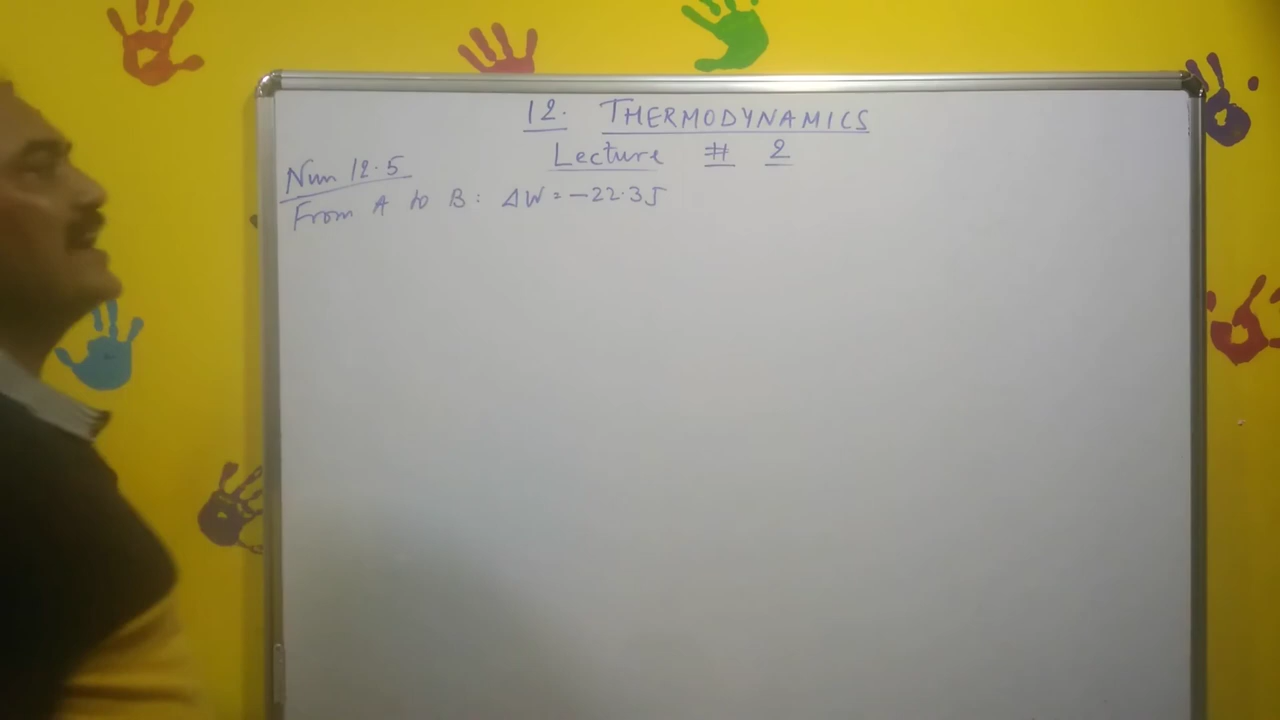 12. THERMODYNAMICS
Lecture # 2
Num 12.5
From A to B: ΔW = -22.3J